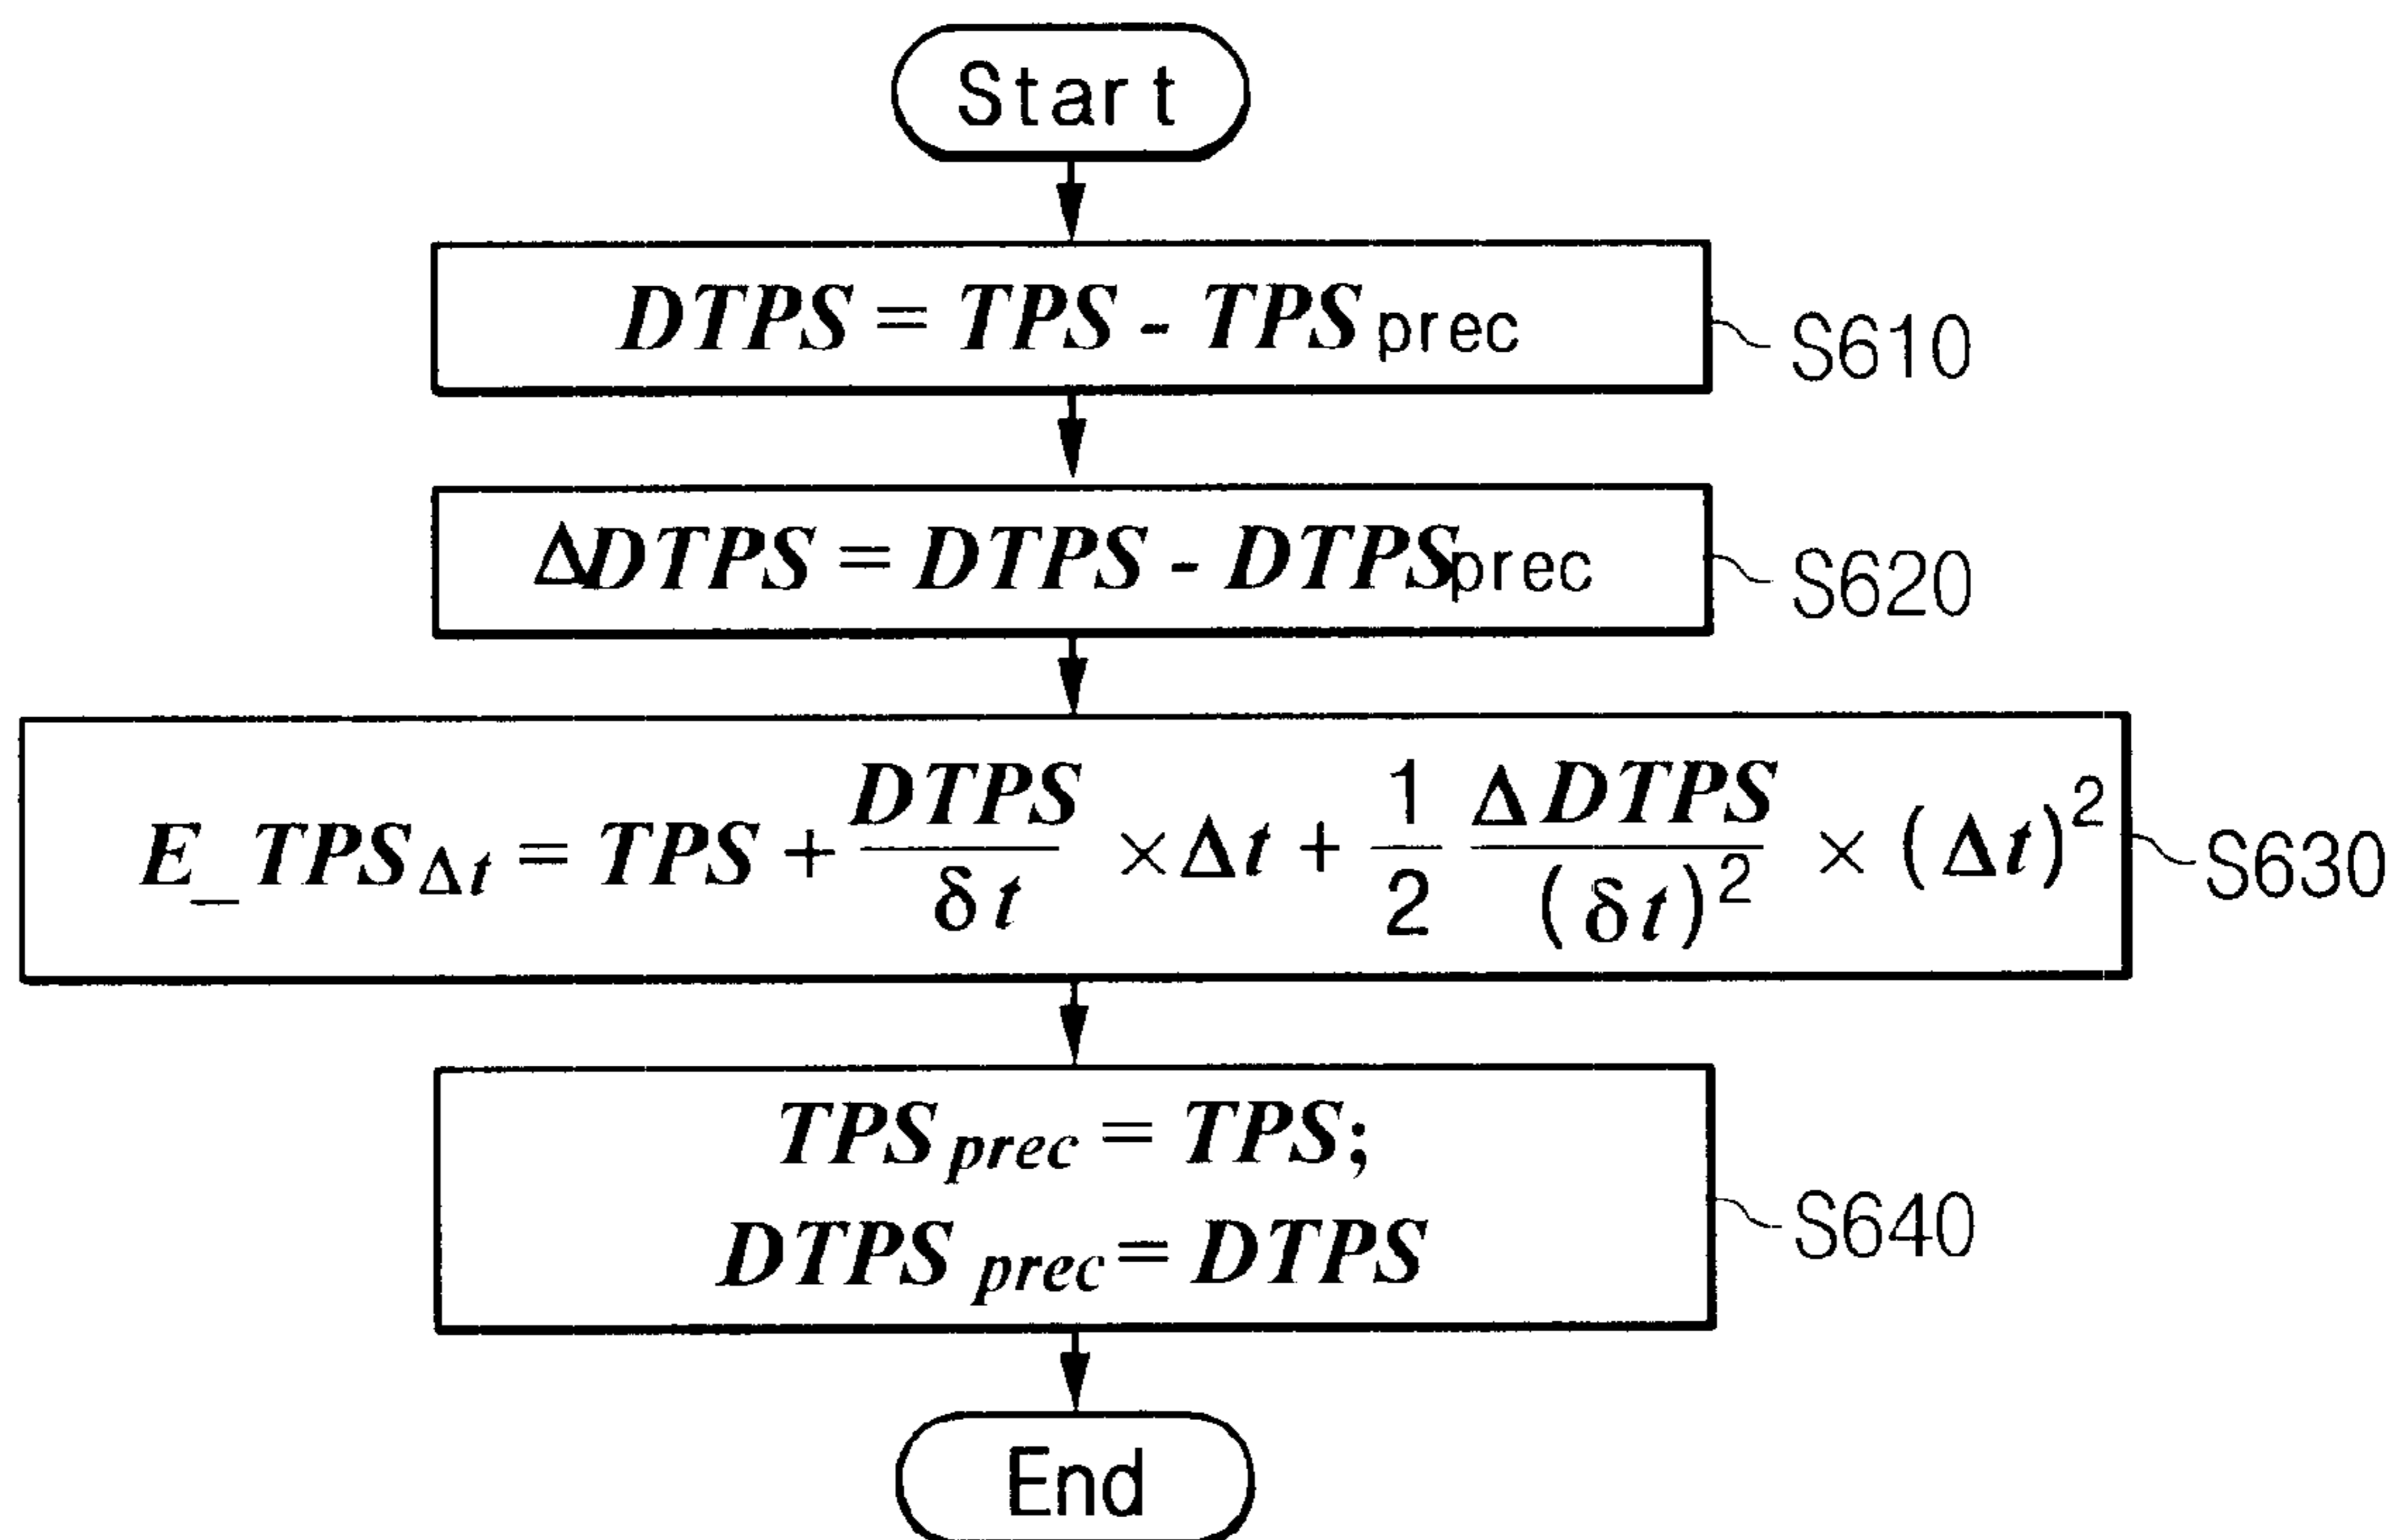 Start
DTPS = TPS - TPSprec
S610
ΔDTPS = DTPS - DTPSprec
S620
E_TPS_Δt = TPS + DTPS/δt ×Δt + 1/2 ΔDTPS/(δt)² × (Δt)²
S630
TPSprec = TPS;
DTPSprec = DTPS
S640
End